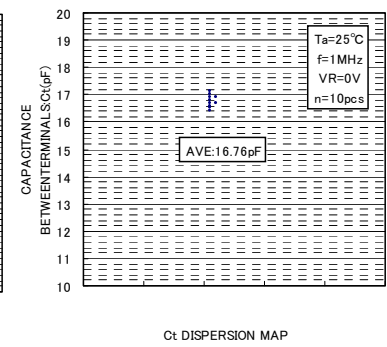 20
19
18
17
16
15
14
13
12
11
10
CAPACITANCE
BETWEENTERMINALS:Ct(pF)
Ta=25°C
f=1MHz
VR=0V
n=10pcs
AVE:16.76pF
Ct DISPERSION MAP